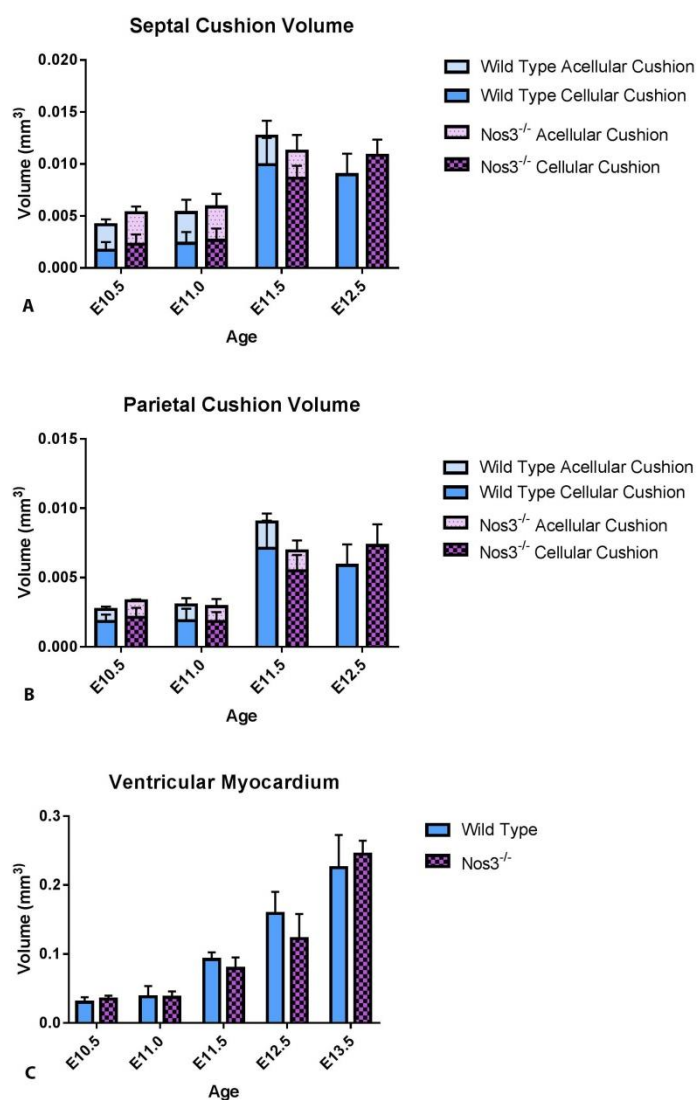 Septal Cushion Volume
0.020
0.015
0.010
0.005
0.000
Volume (mm³)
E10.5
E11.0
E11.5
E12.5
Age
A
Wild Type Acellular Cushion
Wild Type Cellular Cushion
Nos3⁻/⁻ Acellular Cushion
Nos3⁻/⁻ Cellular Cushion
Parietal Cushion Volume
0.015
0.010
0.005
0.000
Volume (mm³)
E10.5
E11.0
E11.5
E12.5
Age
B
Wild Type Acellular Cushion
Wild Type Cellular Cushion
Nos3⁻/⁻ Acellular Cushion
Nos3⁻/⁻ Cellular Cushion
Ventricular Myocardium
0.3
0.2
0.1
0.0
Volume (mm³)
E10.5
E11.0
E11.5
E12.5
E13.5
Age
C
Wild Type
Nos3⁻/⁻